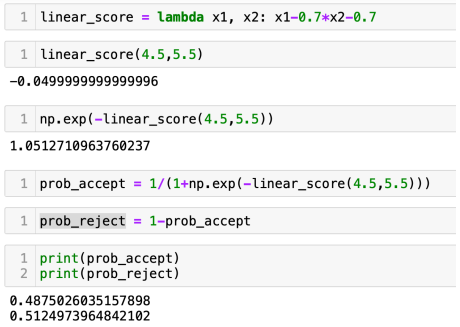 1 linear_score = lambda x1, x2: x1-0.7*x2-0.7
1 linear_score(4.5,5.5)
-0.0499999999999996
1 np.exp(-linear_score(4.5,5.5))
1.0512710963760237
1 prob_accept = 1/(1+np.exp(-linear_score(4.5,5.5)))
1 prob_reject = 1-prob_accept
1 print(prob_accept)
2 print(prob_reject)
0.4875026035157898
0.5124973964842102